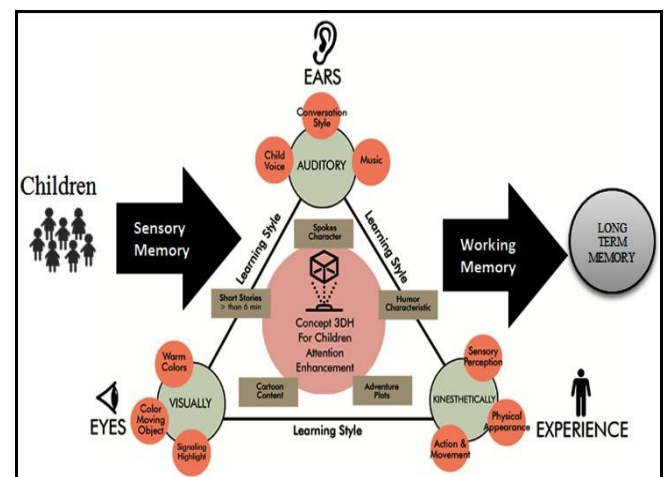 EARS
Conversation
Style
Child
Voice
AUDITORY
Music
Children
Sensory
Memory
Learning Style
Learning Style
Spokes
Character
Working
Memory
LONG
TERM
MEMORY
Short Stories
> than 6 min
Humor
Characteristic
Concept 3DH
For Children
Attention
Enhancement
Cartoon
Content
Adventure
Plots
Warm
Colors
EYES
Color
Moving
Object
VISUALLY
Signaling
Highlight
Learning Style
Sensory
Perception
KINESTHETICALLY
Physical
Appearance
Action &
Movement
EXPERIENCE